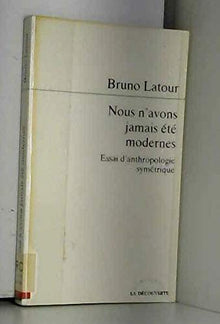 Bruno Latour
Nous n'avons
jamais été
modernes
Essai d'anthropologie
symétrique
LA DÉCOUVERTE